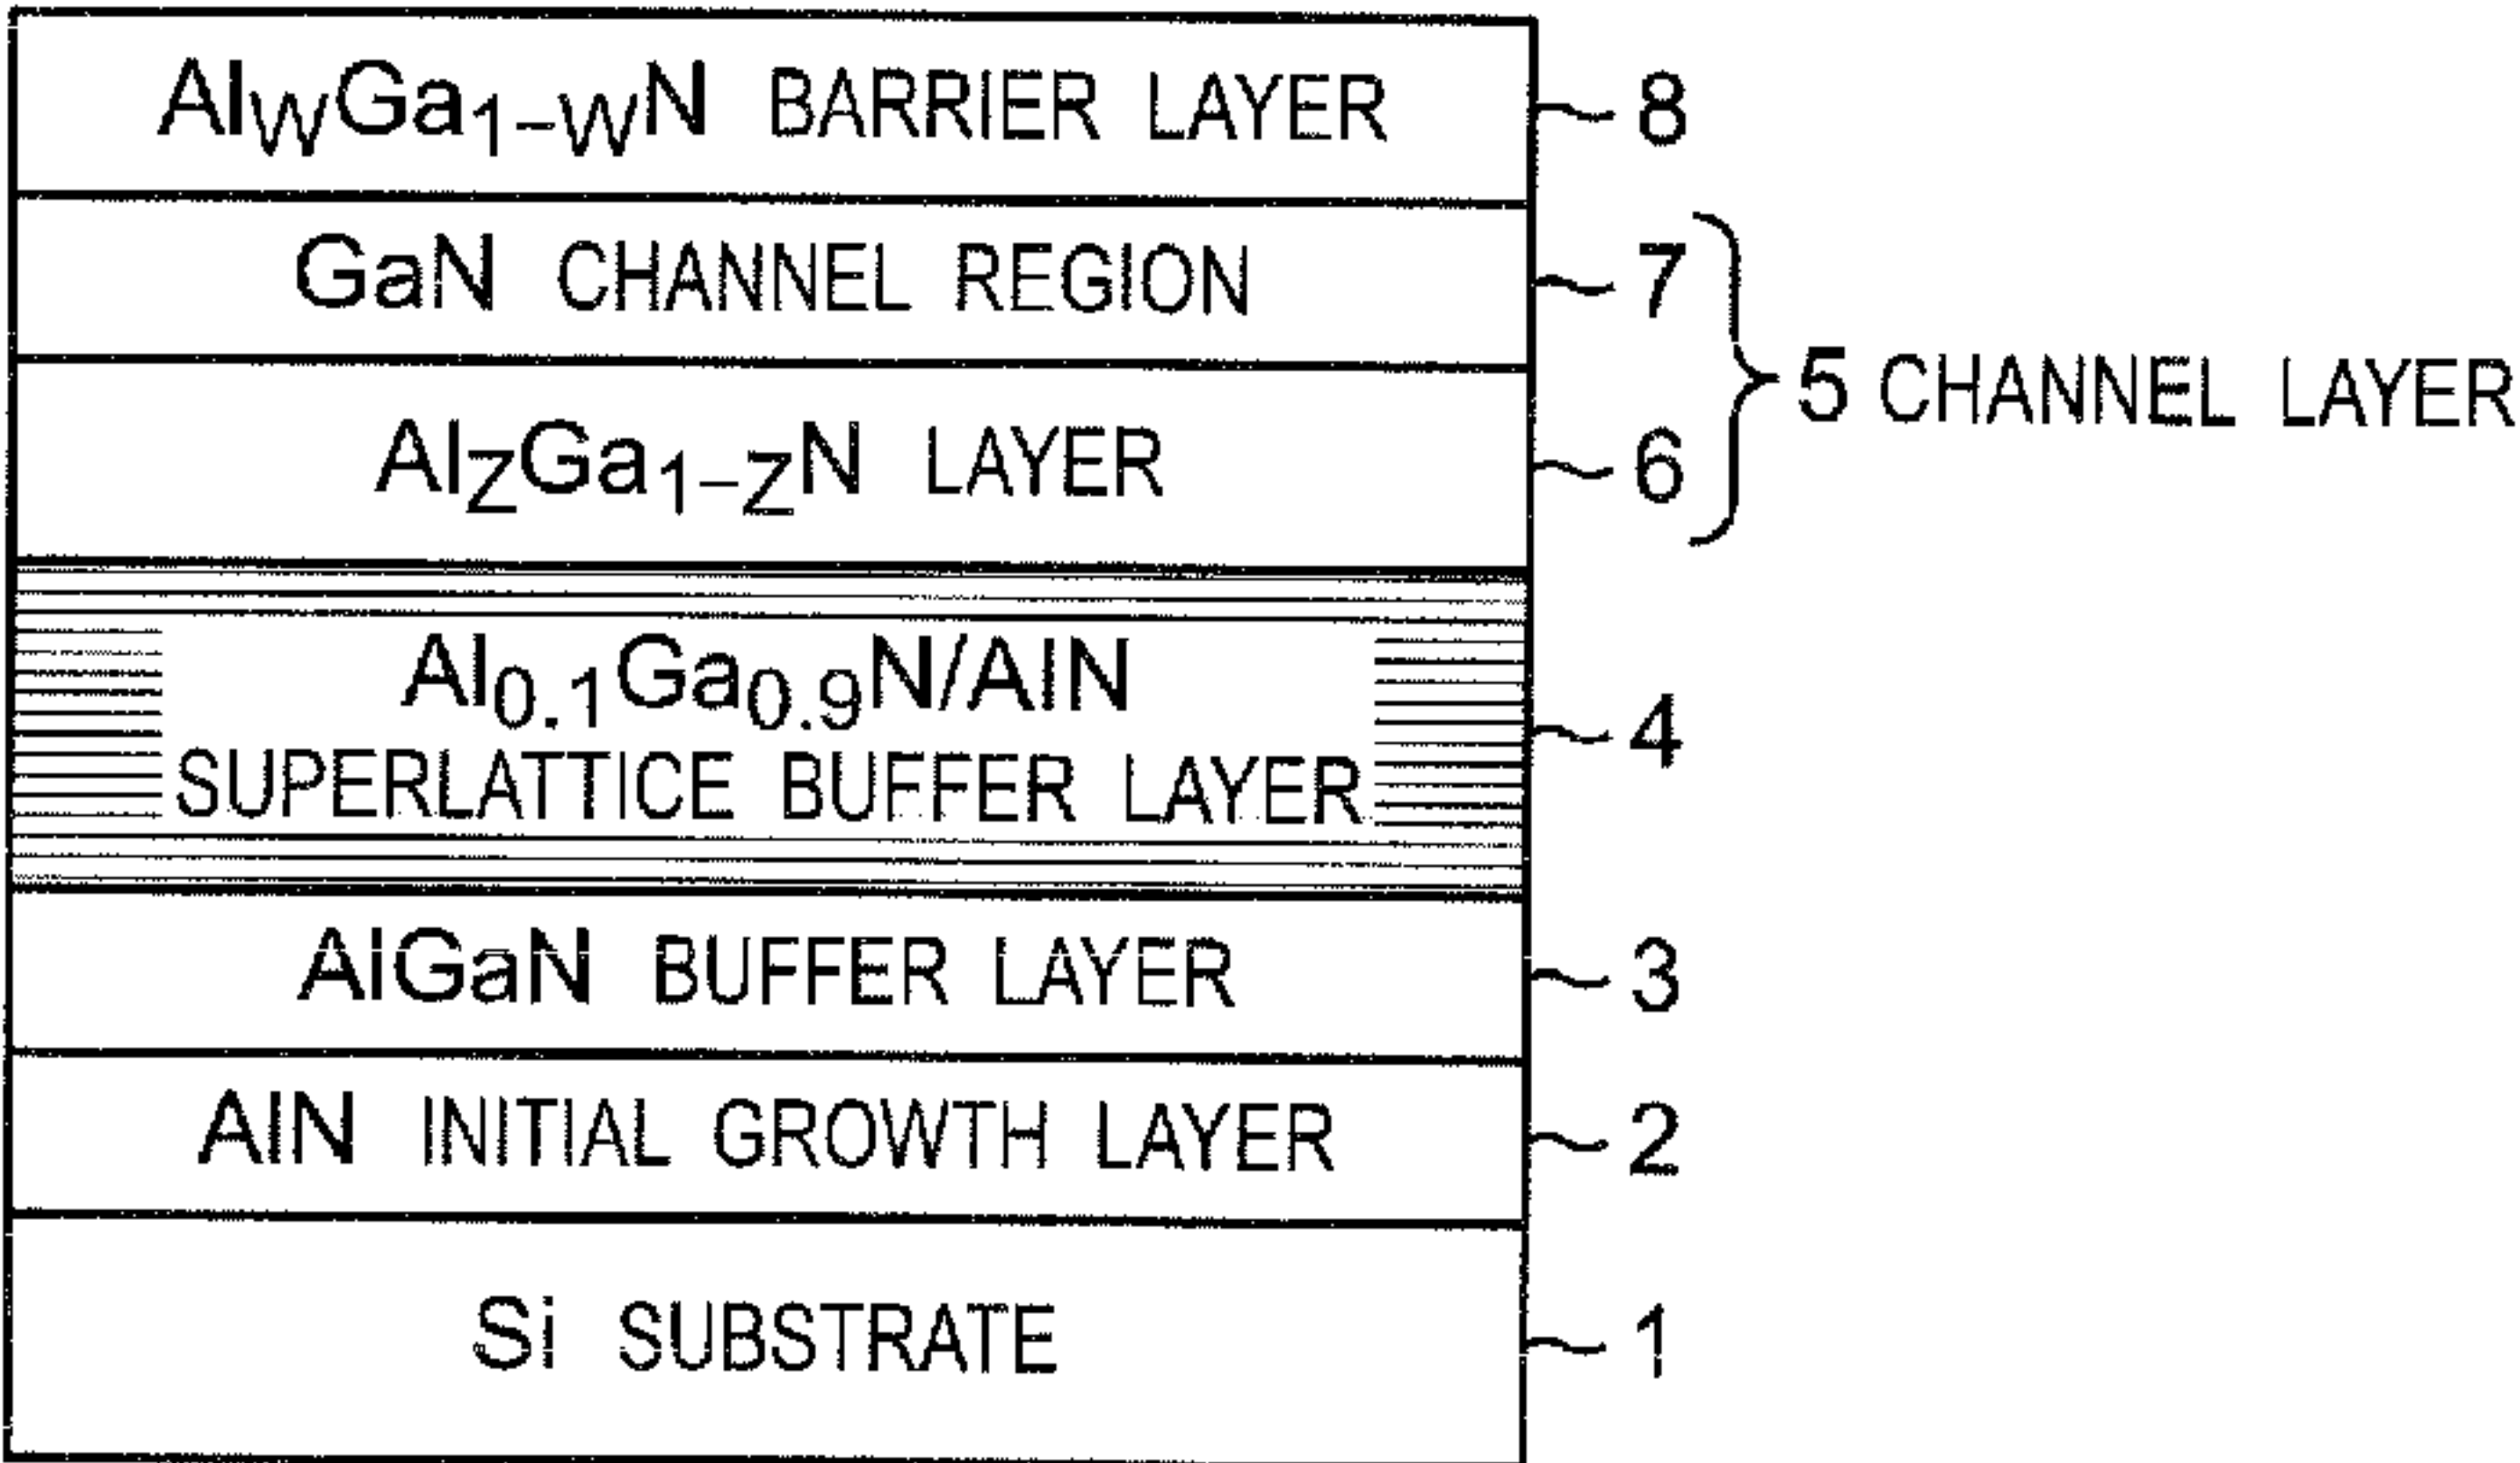 AlWGa1-WN BARRIER LAYER 8
GaN CHANNEL REGION 7
5 CHANNEL LAYER
AlZGa1-ZN LAYER 6
Al0.1Ga0.9N/AlN
SUPERLATTICE BUFFER LAYER 4
AlGaN BUFFER LAYER 3
AlN INITIAL GROWTH LAYER 2
Si SUBSTRATE 1